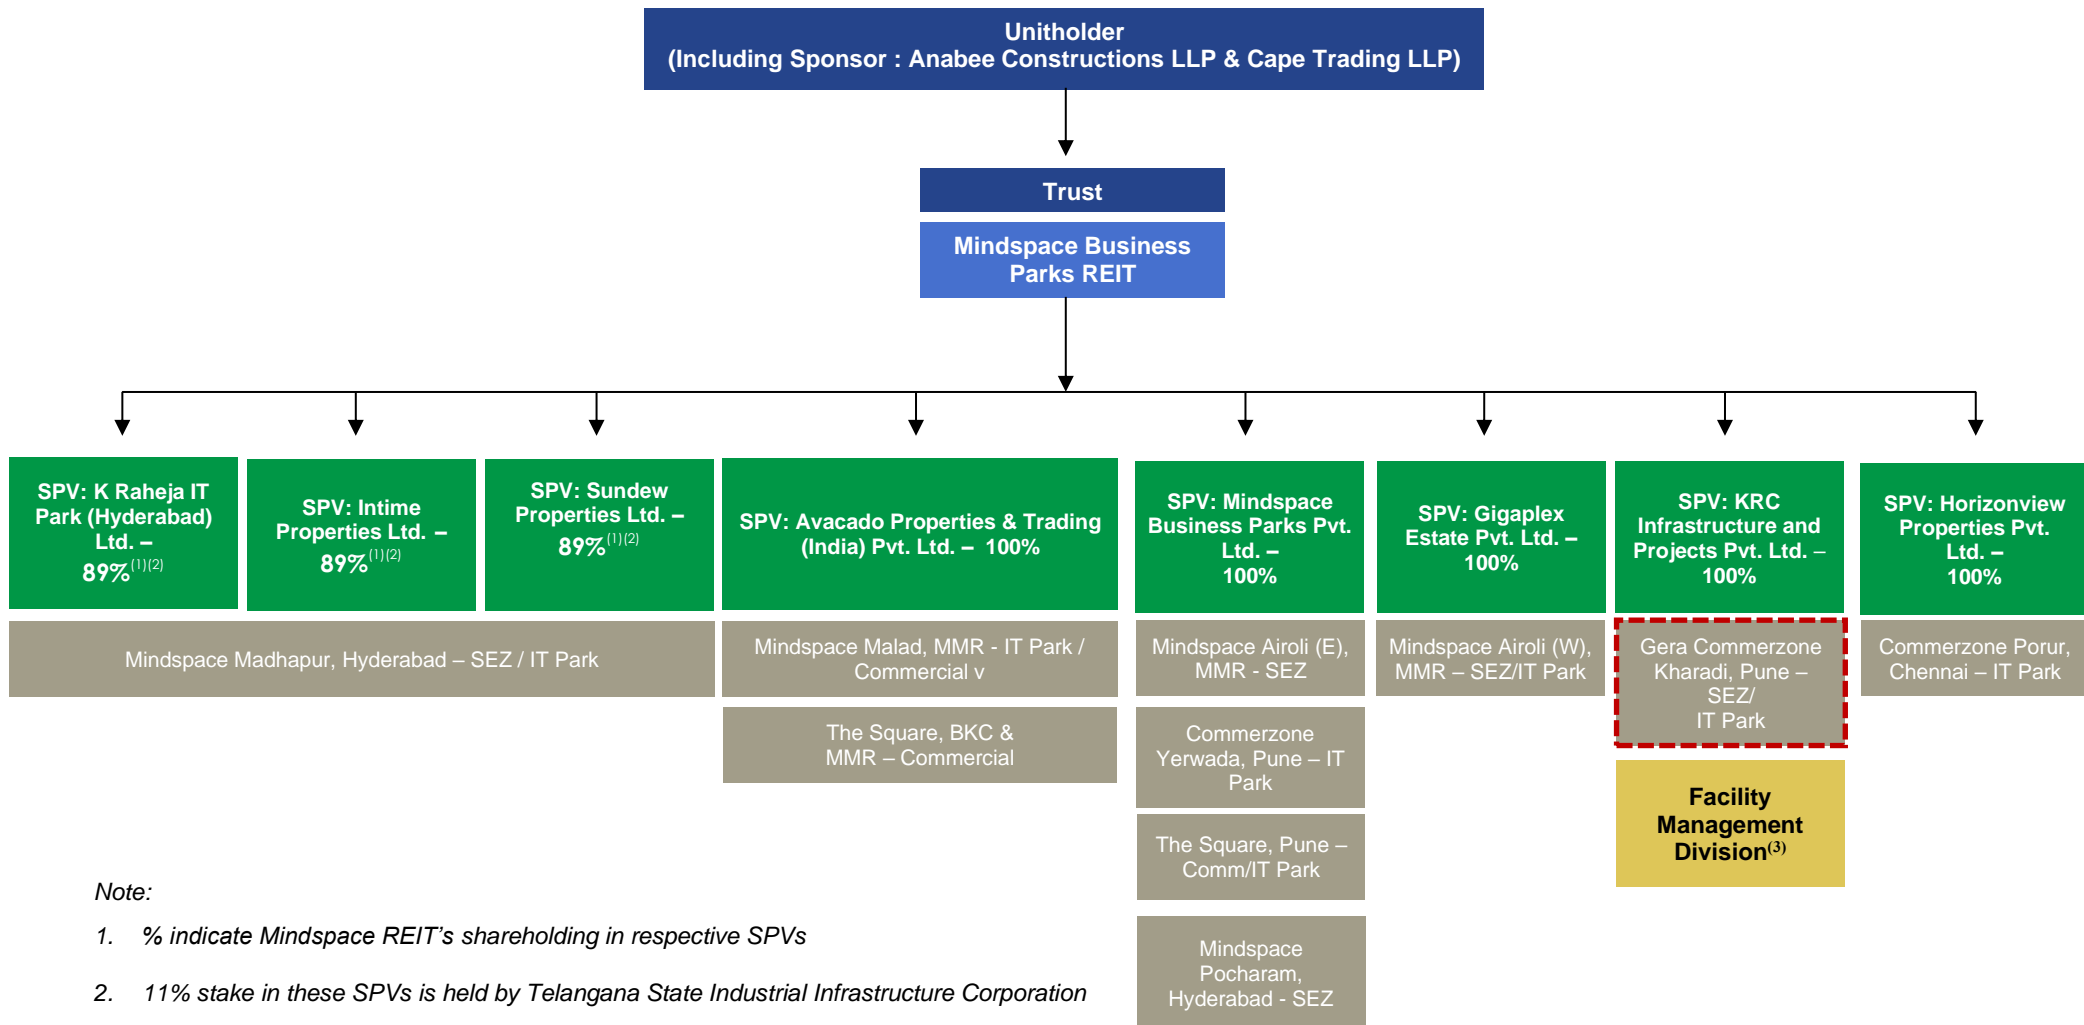 Unitholder
(Including Sponsor : Anabee Constructions LLP & Cape Trading LLP)
Trust
Mindspace Business
Parks REIT
SPV: K Raheja IT
Park (Hyderabad)
Ltd. –
89%(1)(2)
SPV: Intime
Properties Ltd. –
89%(1)(2)
SPV: Sundew
Properties Ltd. –
89%(1)(2)
SPV: Avacado Properties & Trading
(India) Pvt. Ltd. – 100%
SPV: Mindspace
Business Parks Pvt.
Ltd. –
100%
SPV: Gigaplex
Estate Pvt. Ltd. –
100%
SPV: KRC
Infrastructure and
Projects Pvt. Ltd. –
100%
SPV: Horizonview
Properties Pvt.
Ltd. –
100%
Mindspace Madhapur, Hyderabad – SEZ / IT Park
Mindspace Malad, MMR - IT Park /
Commercial v
The Square, BKC &
MMR – Commercial
Mindspace Airoli (E),
MMR - SEZ
Commerzone
Yerwada, Pune – IT
Park
The Square, Pune –
Comm/IT Park
Mindspace
Pocharam,
Hyderabad - SEZ
Mindspace Airoli (W),
MMR – SEZ/IT Park
Gera Commerzone
Kharadi, Pune –
SEZ/
IT Park
Facility
Management
Division(3)
Commerzone Porur,
Chennai – IT Park
Note:
1. % indicate Mindspace REIT’s shareholding in respective SPVs
2. 11% stake in these SPVs is held by Telangana State Industrial Infrastructure Corporation